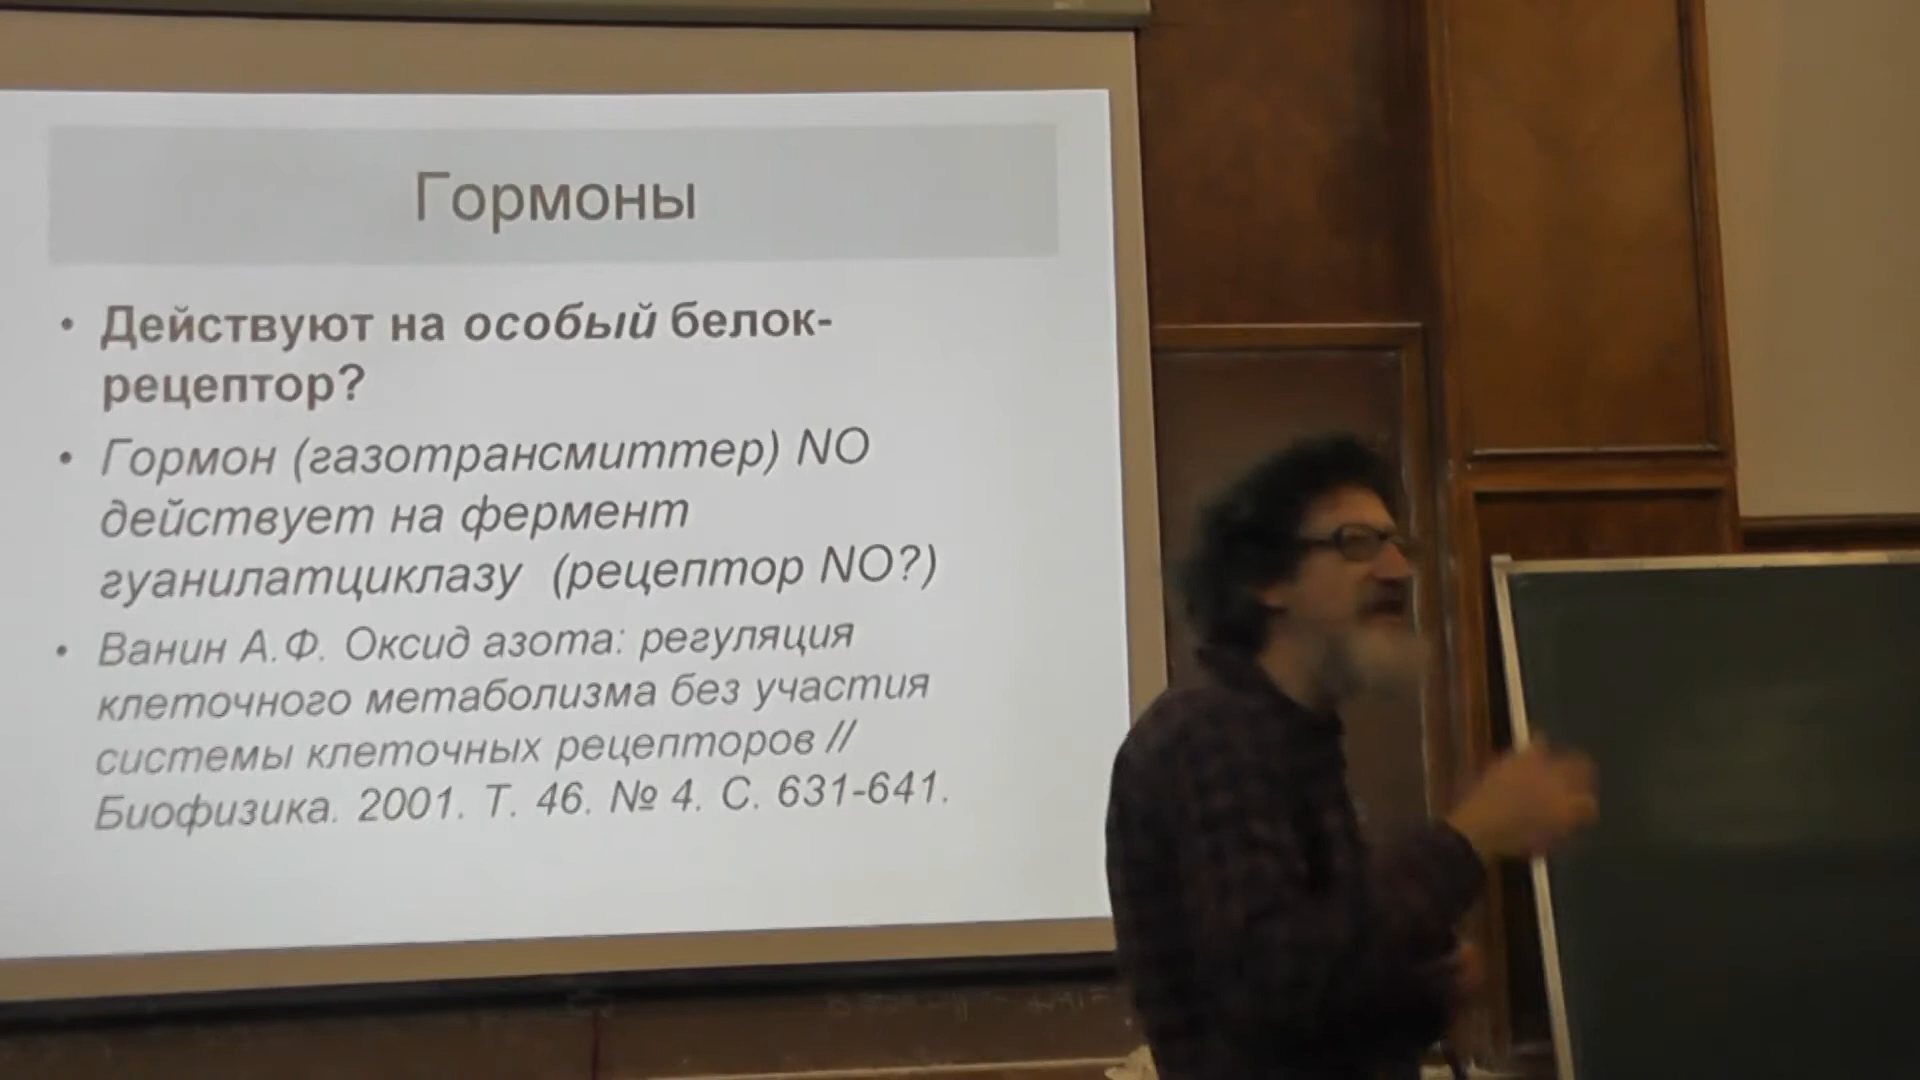 Гормоны
• Действуют на особый белок-
рецептор?
• Гормон (газотрансмиттер) NO
действует на фермент
гуанилатциклазу (рецептор NO?)
• Ванин А.Ф. Оксид азота: регуляция
клеточного метаболизма без участия
системы клеточных рецепторов //
Биофизика. 2001. Т. 46. № 4. С. 631-641.